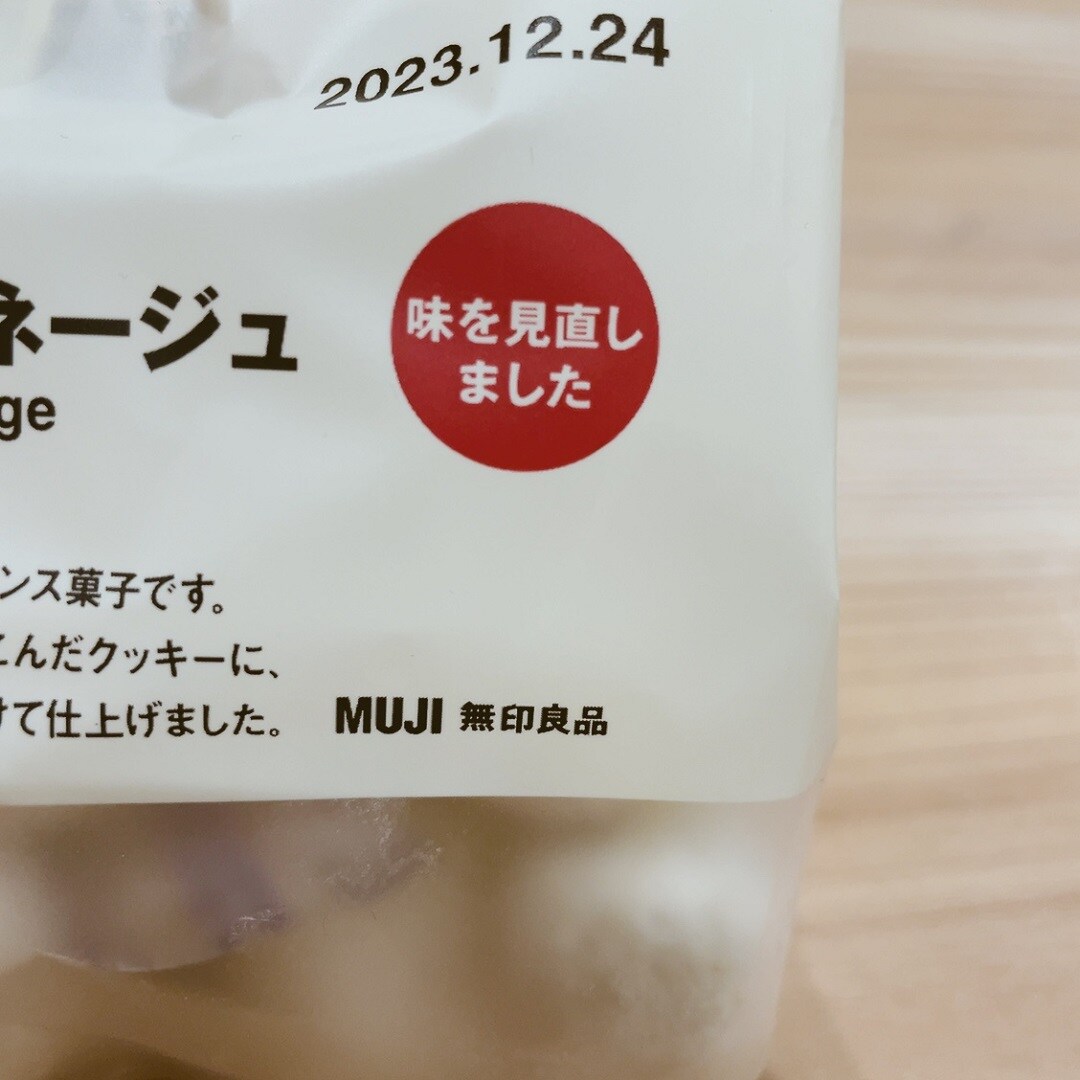 2023.12.24
ネージュ
ge
味を見直し
ました
ンス菓子です。
こんだクッキーに、
けて仕上げました。
MUJI 無印良品